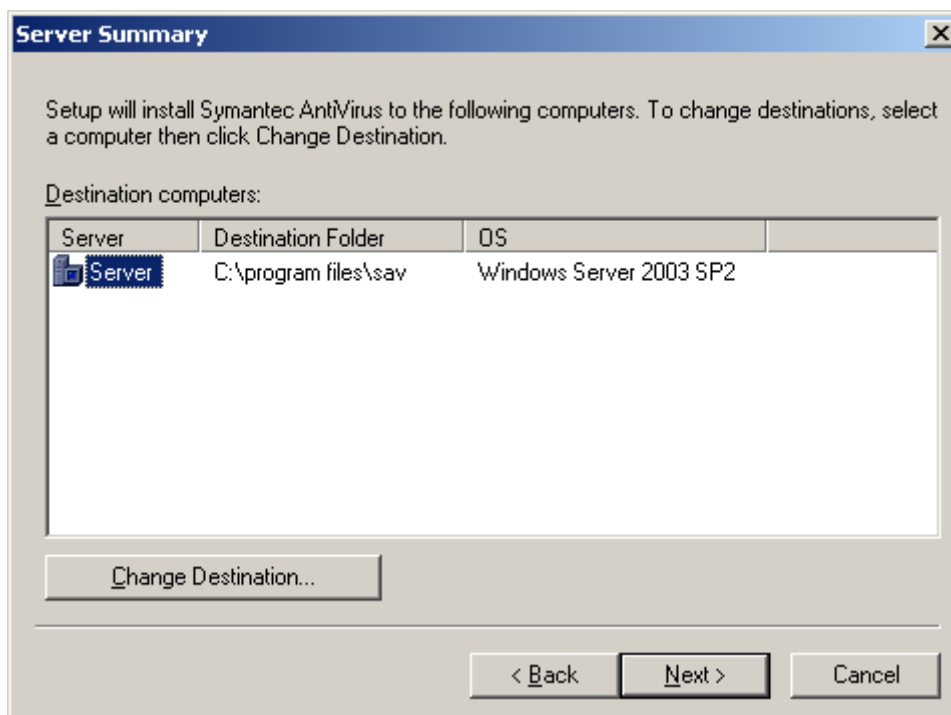 Server Summary
Setup will install Symantec AntiVirus to the following computers. To change destinations, select
a computer then click Change Destination.
Destination computers:
Server Destination Folder OS
Server C:\program files\sav Windows Server 2003 SP2
Change Destination...
< Back Next > Cancel